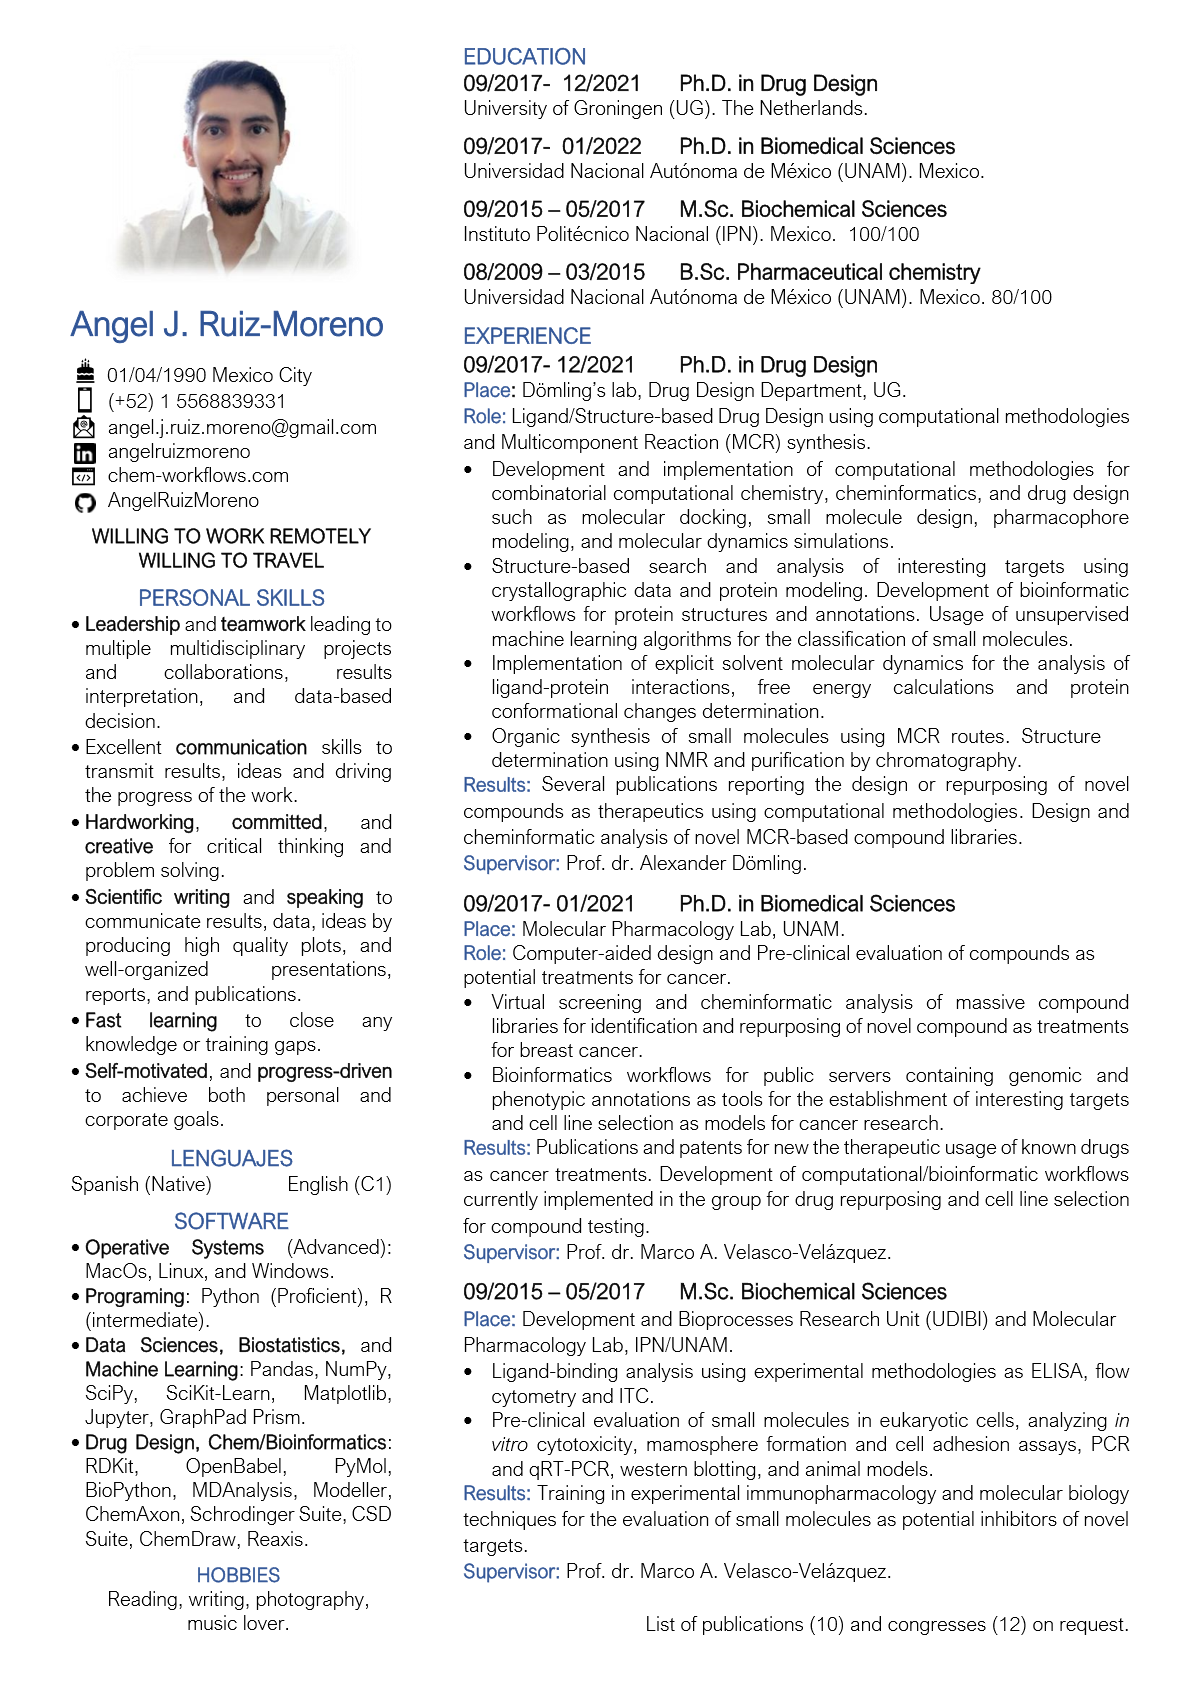 Angel J. Ruiz-Moreno
01/04/1990 Mexico City
(+52) 1 5568839331
angel.j.ruiz.moreno@gmail.com
angelruizmoreno
chem-workflows.com
AngelRuizMoreno
WILLING TO WORK REMOTELY
WILLING TO TRAVEL
PERSONAL SKILLS
• Leadership and teamwork leading to
multiple multidisciplinary projects
and collaborations, results
interpretation, and data-based
decision.
• Excellent communication skills to
transmit results, ideas and driving
the progress of the work.
• Hardworking, committed, and
creative for critical thinking and
problem solving.
• Scientific writing and speaking to
communicate results, data, ideas by
producing high quality plots, and
well-organized presentations,
reports, and publications.
• Fast learning to close any
knowledge or training gaps.
• Self-motivated, and progress-driven
to achieve both personal and
corporate goals.
LENGUAJES
Spanish (Native) English (C1)
SOFTWARE
• Operative Systems (Advanced):
MacOs, Linux, and Windows.
• Programing: Python (Proficient), R
(intermediate).
• Data Sciences, Biostatistics, and
Machine Learning: Pandas, NumPy,
SciPy, SciKit-Learn, Matplotlib,
Jupyter, GraphPad Prism.
• Drug Design, Chem/Bioinformatics:
RDKit, OpenBabel, PyMol,
BioPython, MDAnalysis, Modeller,
ChemAxon, Schrodinger Suite, CSD
Suite, ChemDraw, Reaxis.
HOBBIES
Reading, writing, photography,
music lover.
EDUCATION
09/2017- 12/2021 Ph.D. in Drug Design
University of Groningen (UG). The Netherlands.
09/2017- 01/2022 Ph.D. in Biomedical Sciences
Universidad Nacional Autónoma de México (UNAM). Mexico.
09/2015 – 05/2017 M.Sc. Biochemical Sciences
Instituto Politécnico Nacional (IPN). Mexico. 100/100
08/2009 – 03/2015 B.Sc. Pharmaceutical chemistry
Universidad Nacional Autónoma de México (UNAM). Mexico. 80/100
EXPERIENCE
09/2017- 12/2021 Ph.D. in Drug Design
Place: Dömling's lab, Drug Design Department, UG.
Role: Ligand/Structure-based Drug Design using computational methodologies
and Multicomponent Reaction (MCR) synthesis.
• Development and implementation of computational methodologies for
combinatorial computational chemistry, cheminformatics, and drug design
such as molecular docking, small molecule design, pharmacophore
modeling, and molecular dynamics simulations.
• Structure-based search and analysis of interesting targets using
crystallographic data and protein modeling. Development of bioinformatic
workflows for protein structures and annotations. Usage of unsupervised
machine learning algorithms for the classification of small molecules.
• Implementation of explicit solvent molecular dynamics for the analysis of
ligand-protein interactions, free energy calculations and protein
conformational changes determination.
• Organic synthesis of small molecules using MCR routes. Structure
determination using NMR and purification by chromatography.
Results: Several publications reporting the design or repurposing of novel
compounds as therapeutics using computational methodologies. Design and
cheminformatic analysis of novel MCR-based compound libraries.
Supervisor: Prof. dr. Alexander Dömling.
09/2017- 01/2021 Ph.D. in Biomedical Sciences
Place: Molecular Pharmacology Lab, UNAM.
Role: Computer-aided design and Pre-clinical evaluation of compounds as
potential treatments for cancer.
• Virtual screening and cheminformatic analysis of massive compound
libraries for identification and repurposing of novel compound as treatments
for breast cancer.
• Bioinformatics workflows for public servers containing genomic and
phenotypic annotations as tools for the establishment of interesting targets
and cell line selection as models for cancer research.
Results: Publications and patents for new the therapeutic usage of known drugs
as cancer treatments. Development of computational/bioinformatic workflows
currently implemented in the group for drug repurposing and cell line selection
for compound testing.
Supervisor: Prof. dr. Marco A. Velasco-Velázquez.
09/2015 – 05/2017 M.Sc. Biochemical Sciences
Place: Development and Bioprocesses Research Unit (UDIBI) and Molecular
Pharmacology Lab, IPN/UNAM.
• Ligand-binding analysis using experimental methodologies as ELISA, flow
cytometry and ITC.
• Pre-clinical evaluation of small molecules in eukaryotic cells, analyzing in
vitro cytotoxicity, mamosphere formation and cell adhesion assays, PCR
and qRT-PCR, western blotting, and animal models.
Results: Training in experimental immunopharmacology and molecular biology
techniques for the evaluation of small molecules as potential inhibitors of novel
targets.
Supervisor: Prof. dr. Marco A. Velasco-Velázquez.
List of publications (10) and congresses (12) on request.